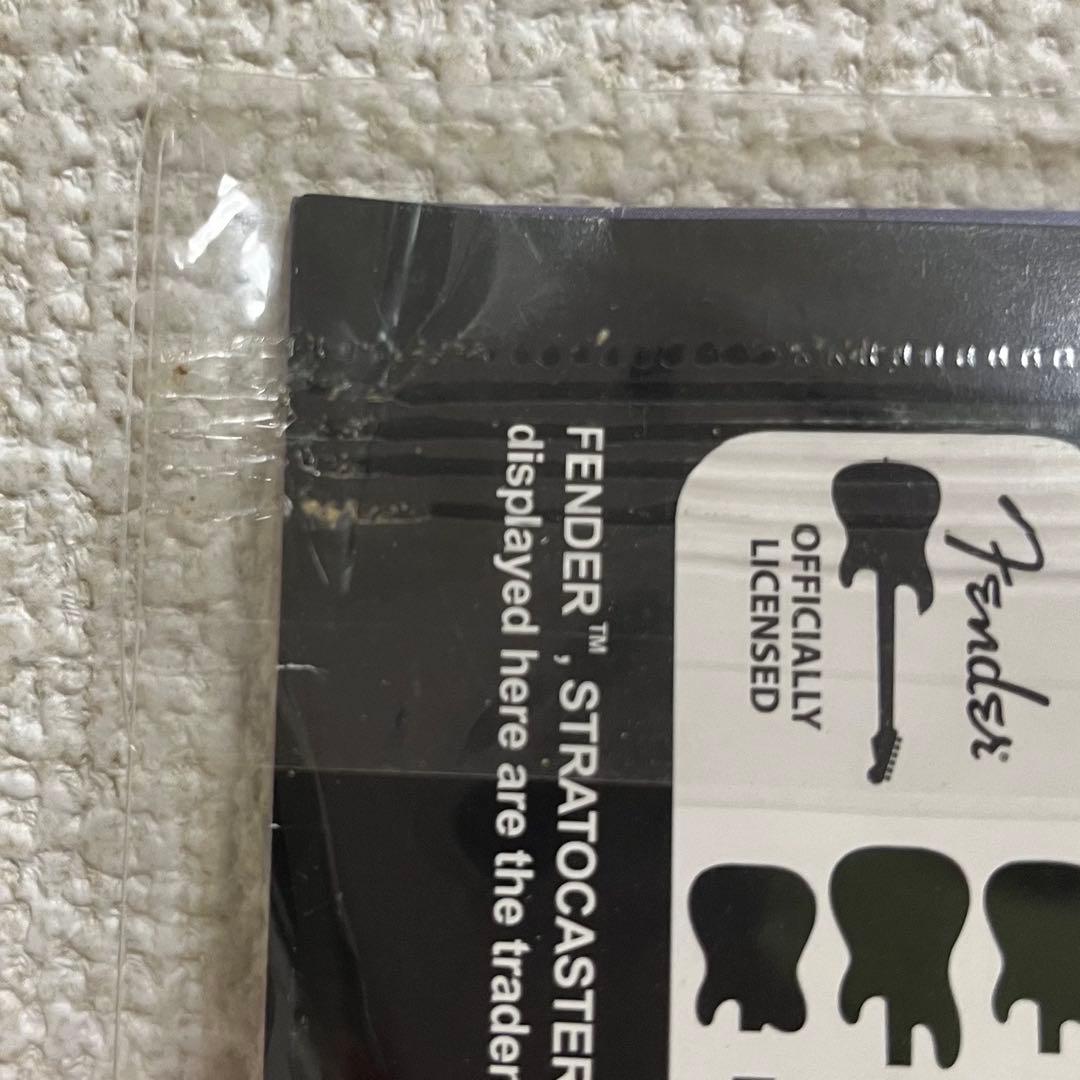 Fender
OFFICIALLY
LICENSED
FENDER™, STRATOCASTER
displayed here are the trader